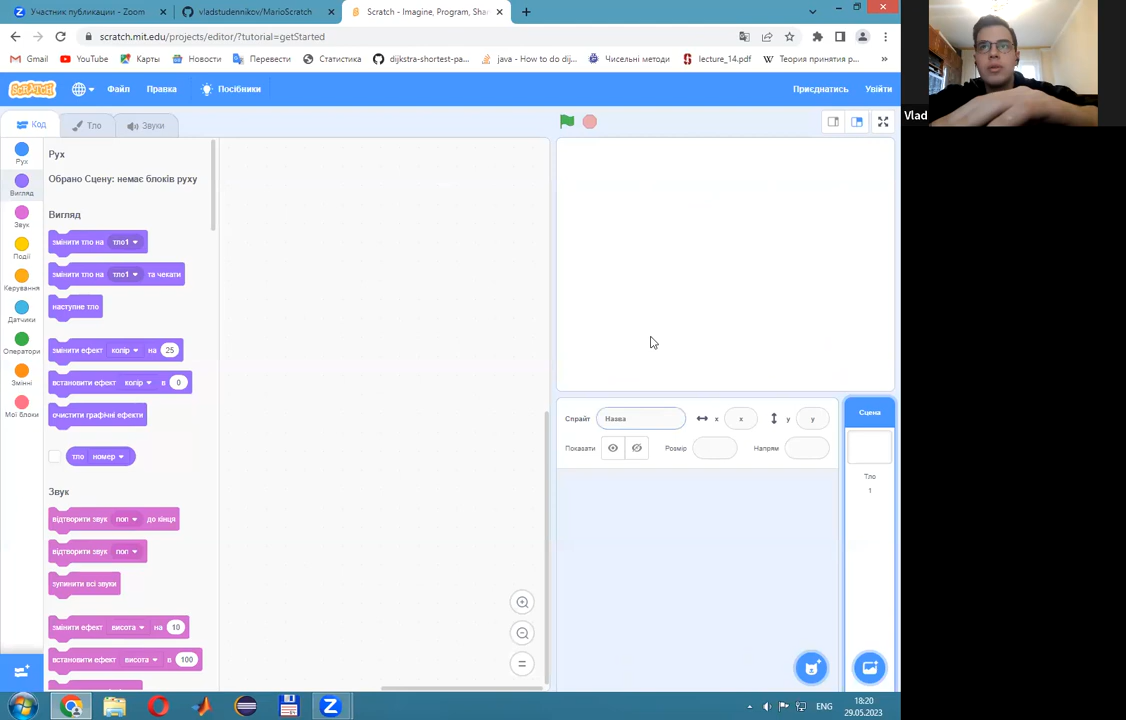 Участник публикации - Zoom
vladstudennikov/MarioScratch
Scratch - Imagine, Program, Sha
scratch.mit.edu/projects/editor/?tutorial=getStarted
Gmail
YouTube
Карты
Новости
Перевести
Статистика
dijkstra-shortest-pa...
java - How to do dij...
Чисельні методи
lecture_14.pdf
Теория принятия р...
»
SCRATCH
Файл
Правка
Посібники
Приєднатись
Увійти
Vlad
Код
Тло
Звуки
Рух
Вигляд
Звук
Події
Керування
Датчики
Оператори
Змінні
Мої блоки
Рух
Обрано Сцену: немає блоків руху
Вигляд
змінити тло на тло1
змінити тло на тло1 та чекати
наступне тло
змінити ефект колір на 25
встановити ефект колір в 0
очистити графічні ефекти
тло номер
Звук
відтворити звук поп до кінця
відтворити звук поп
зупинити всі звуки
змінити ефект висота на 10
встановити ефект висота в 100
Спрайт
Назва
x
x
y
y
Показати
Розмір
Напрям
Сцена
Тло
1
ENG
18:20
29.05.2023